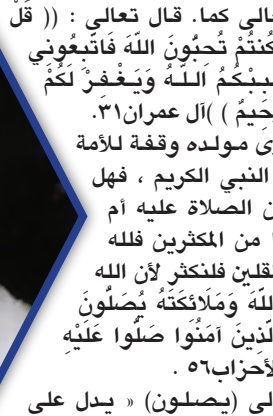 تعالى كما. قال تعالى : (( قُلْ
كُنتُمْ تُحِبُّونَ اللَّهَ فَاتَّبِعُونِي
يُحْبِبْكُمُ اللَّهُ وَيَغْفِرْ لَكُمْ
رَّحِيمٌ ) )آل عمران٣١.
مولده وقفة للأمة
النبي الكريم ، فهل
الصلاة عليه أم
من المكثرين فلله
المقلين فلنكثر لأن الله
اللَّهَ وَمَلَائِكَتَهُ يُصَلُّونَ
الَّذِينَ آمَنُوا صَلُّوا عَلَيْهِ
الأحزاب٥٦ .
(يصلون) « يدل على